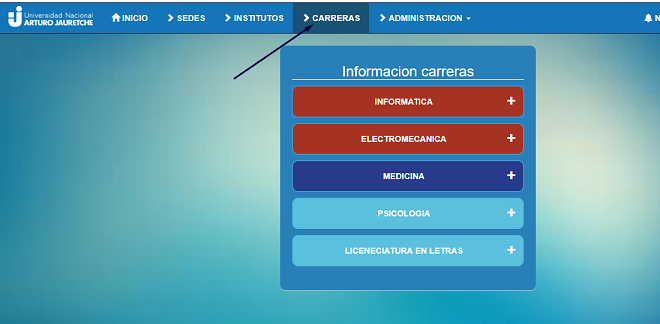 Universidad Nacional
ARTURO JAURETCHE
INICIO
SEDES
INSTITUTOS
CARRERAS
ADMINISTRACION
N
Informacion carreras
INFORMATICA
ELECTROMECANICA
MEDICINA
PSICOLOGIA
LICENECIATURA EN LETRAS